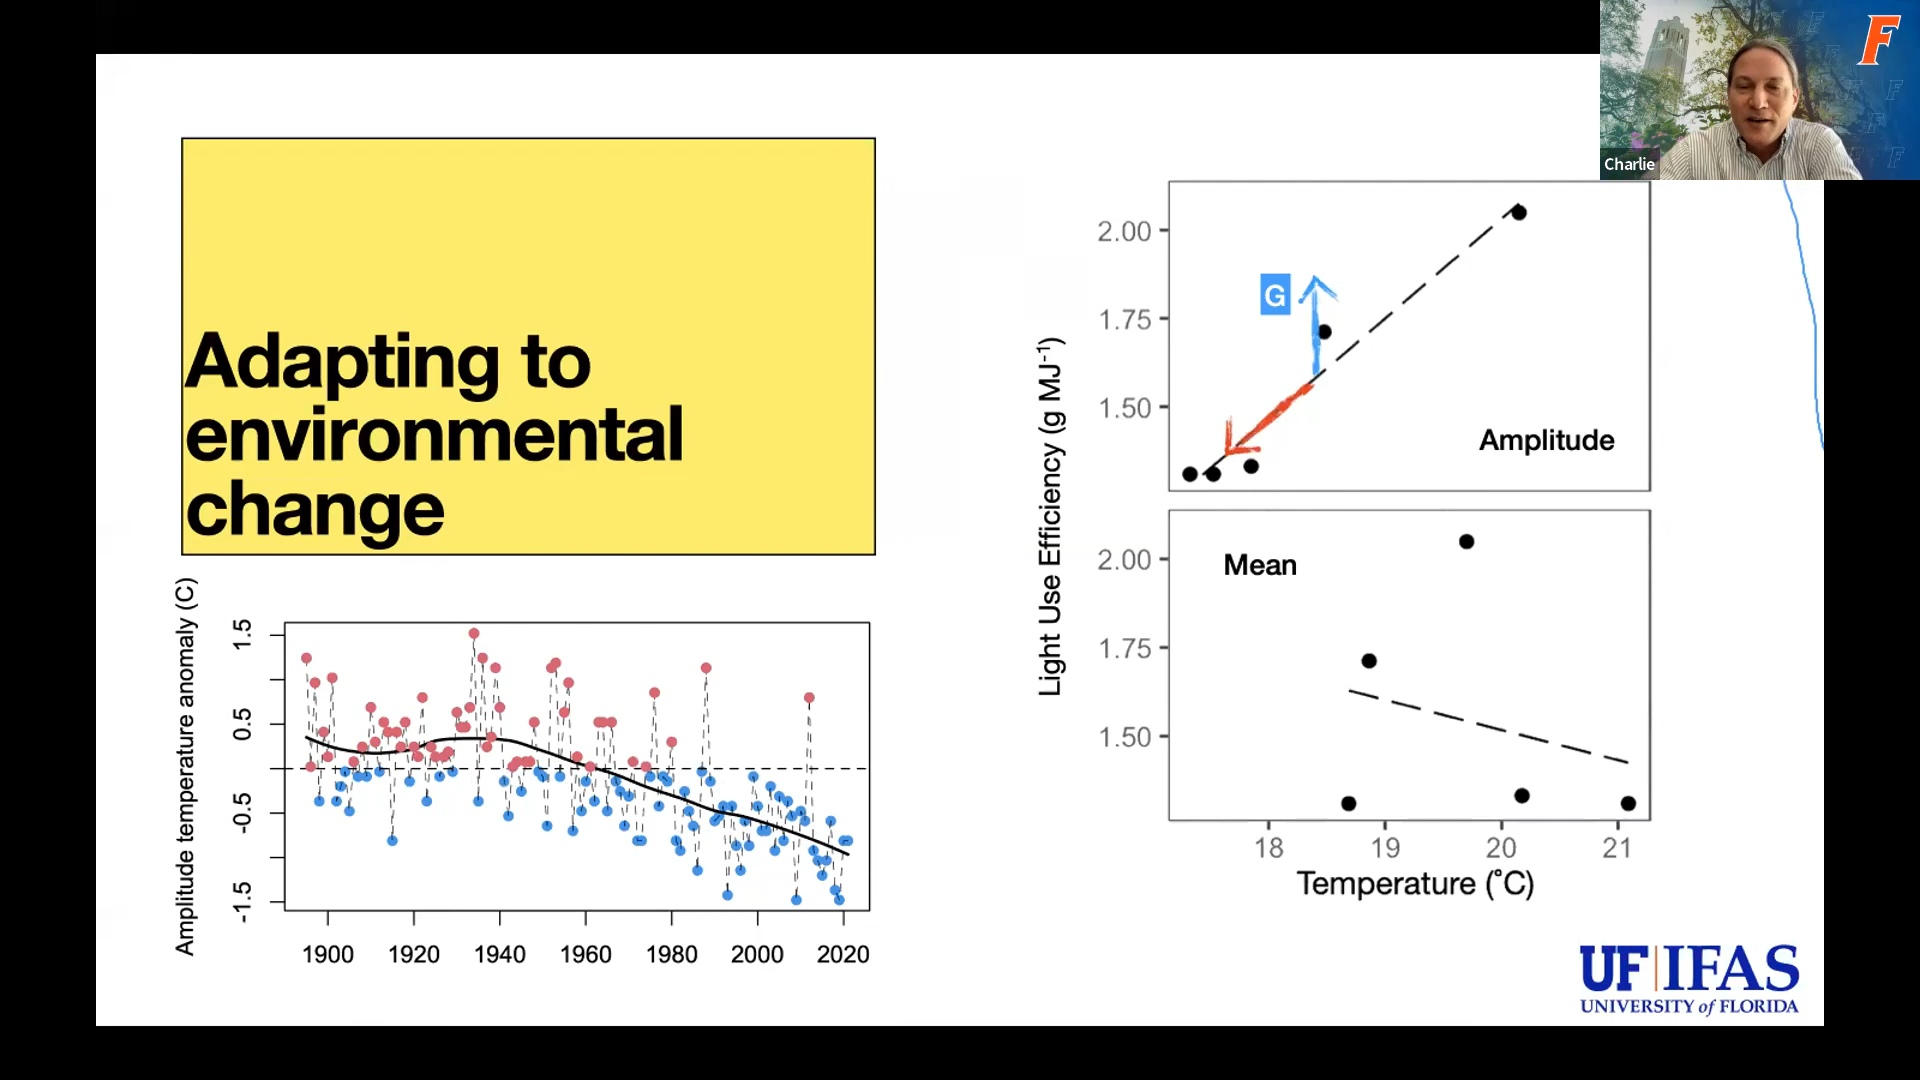 Adapting to
environmental
change
Amplitude temperature anomaly (C)
1.5
0.5
-0.5
-1.5
1900 1920 1940 1960 1980 2000 2020
Light Use Efficiency (g MJ-1)
2.00
1.75
1.50
G
Amplitude
2.00
1.75
1.50
Mean
18 19 20 21
Temperature (˚C)
UF|IFAS
UNIVERSITY of FLORIDA
F
Charlie